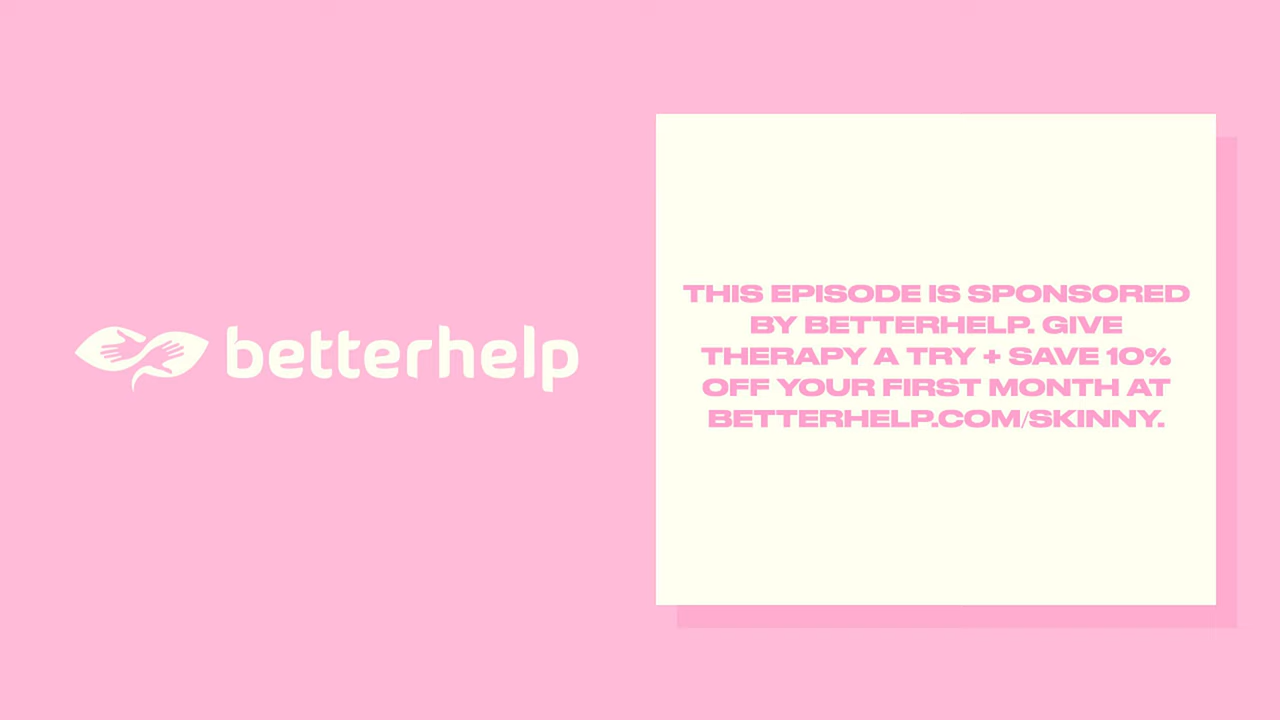 betterhelp
THIS EPISODE IS SPONSORED
BY BETTERHELP. GIVE
THERAPY A TRY + SAVE 10%
OFF YOUR FIRST MONTH AT
BETTERHELP.COM/SKINNY.